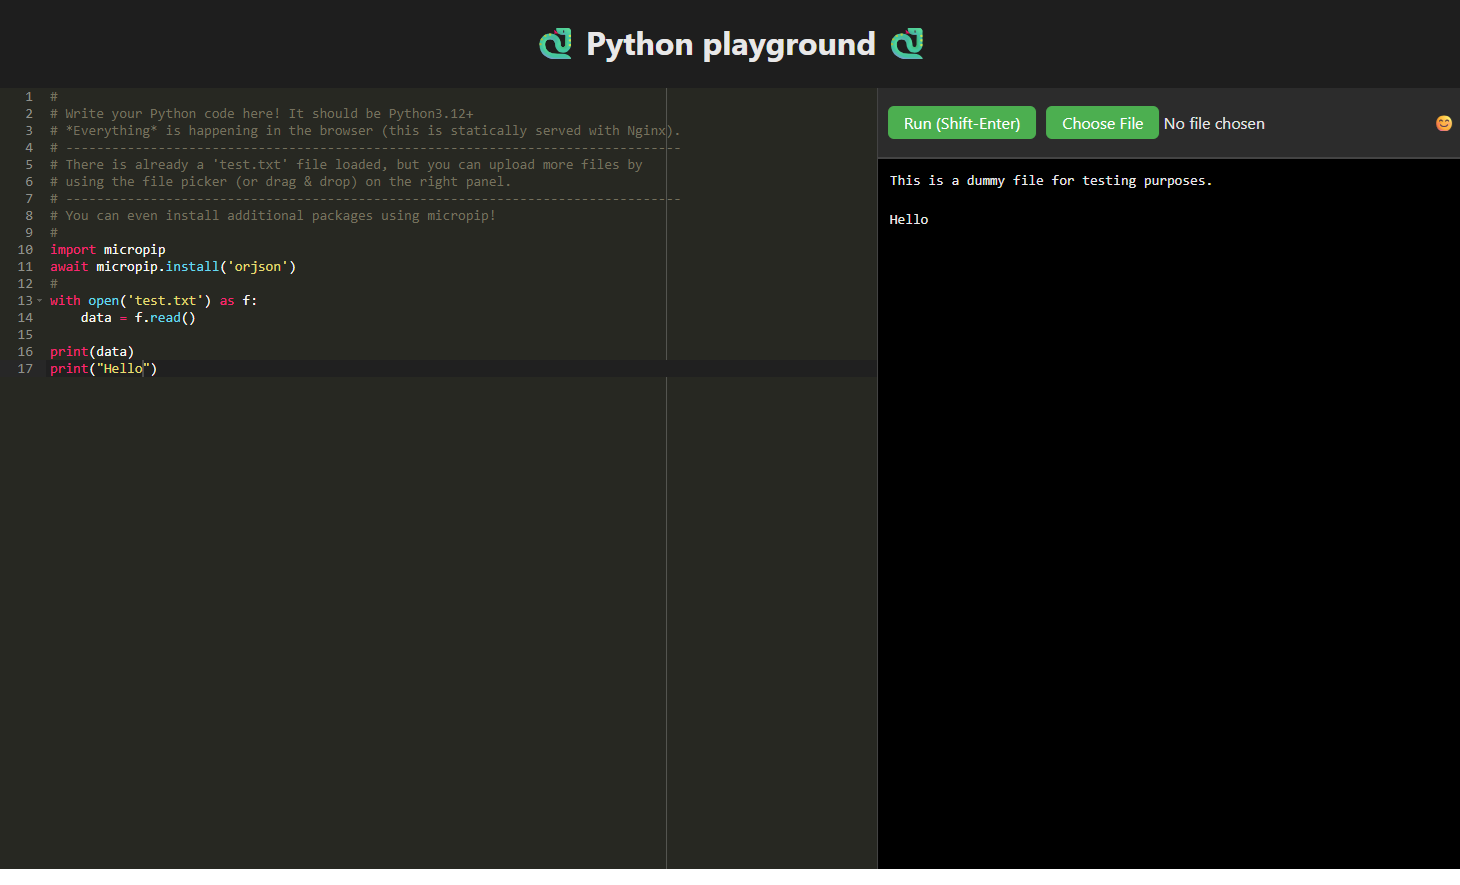 Python playground
1 #
2 # Write your Python code here! It should be Python3.12+
3 # *Everything* is happening in the browser (this is statically served with Nginx).
4 # --------------------------------------------------------------------------------
5 # There is already a 'test.txt' file loaded, but you can upload more files by
6 # using the file picker (or drag & drop) on the right panel.
7 # --------------------------------------------------------------------------------
8 # You can even install additional packages using micropip!
9 #
10 import micropip
11 await micropip.install('orjson')
12 #
13 with open('test.txt') as f:
14     data = f.read()
15
16 print(data)
17 print("Hello")
Run (Shift-Enter)
Choose File No file chosen
This is a dummy file for testing purposes.
Hello